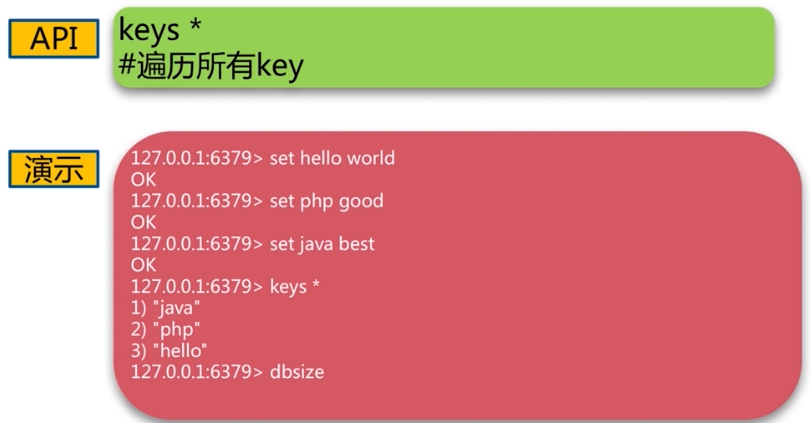 API
keys *
#遍历所有key
演示
127.0.0.1:6379> set hello world
OK
127.0.0.1:6379> set php good
OK
127.0.0.1:6379> set java best
OK
127.0.0.1:6379> keys *
1) "java"
2) "php"
3) "hello"
127.0.0.1:6379> dbsize